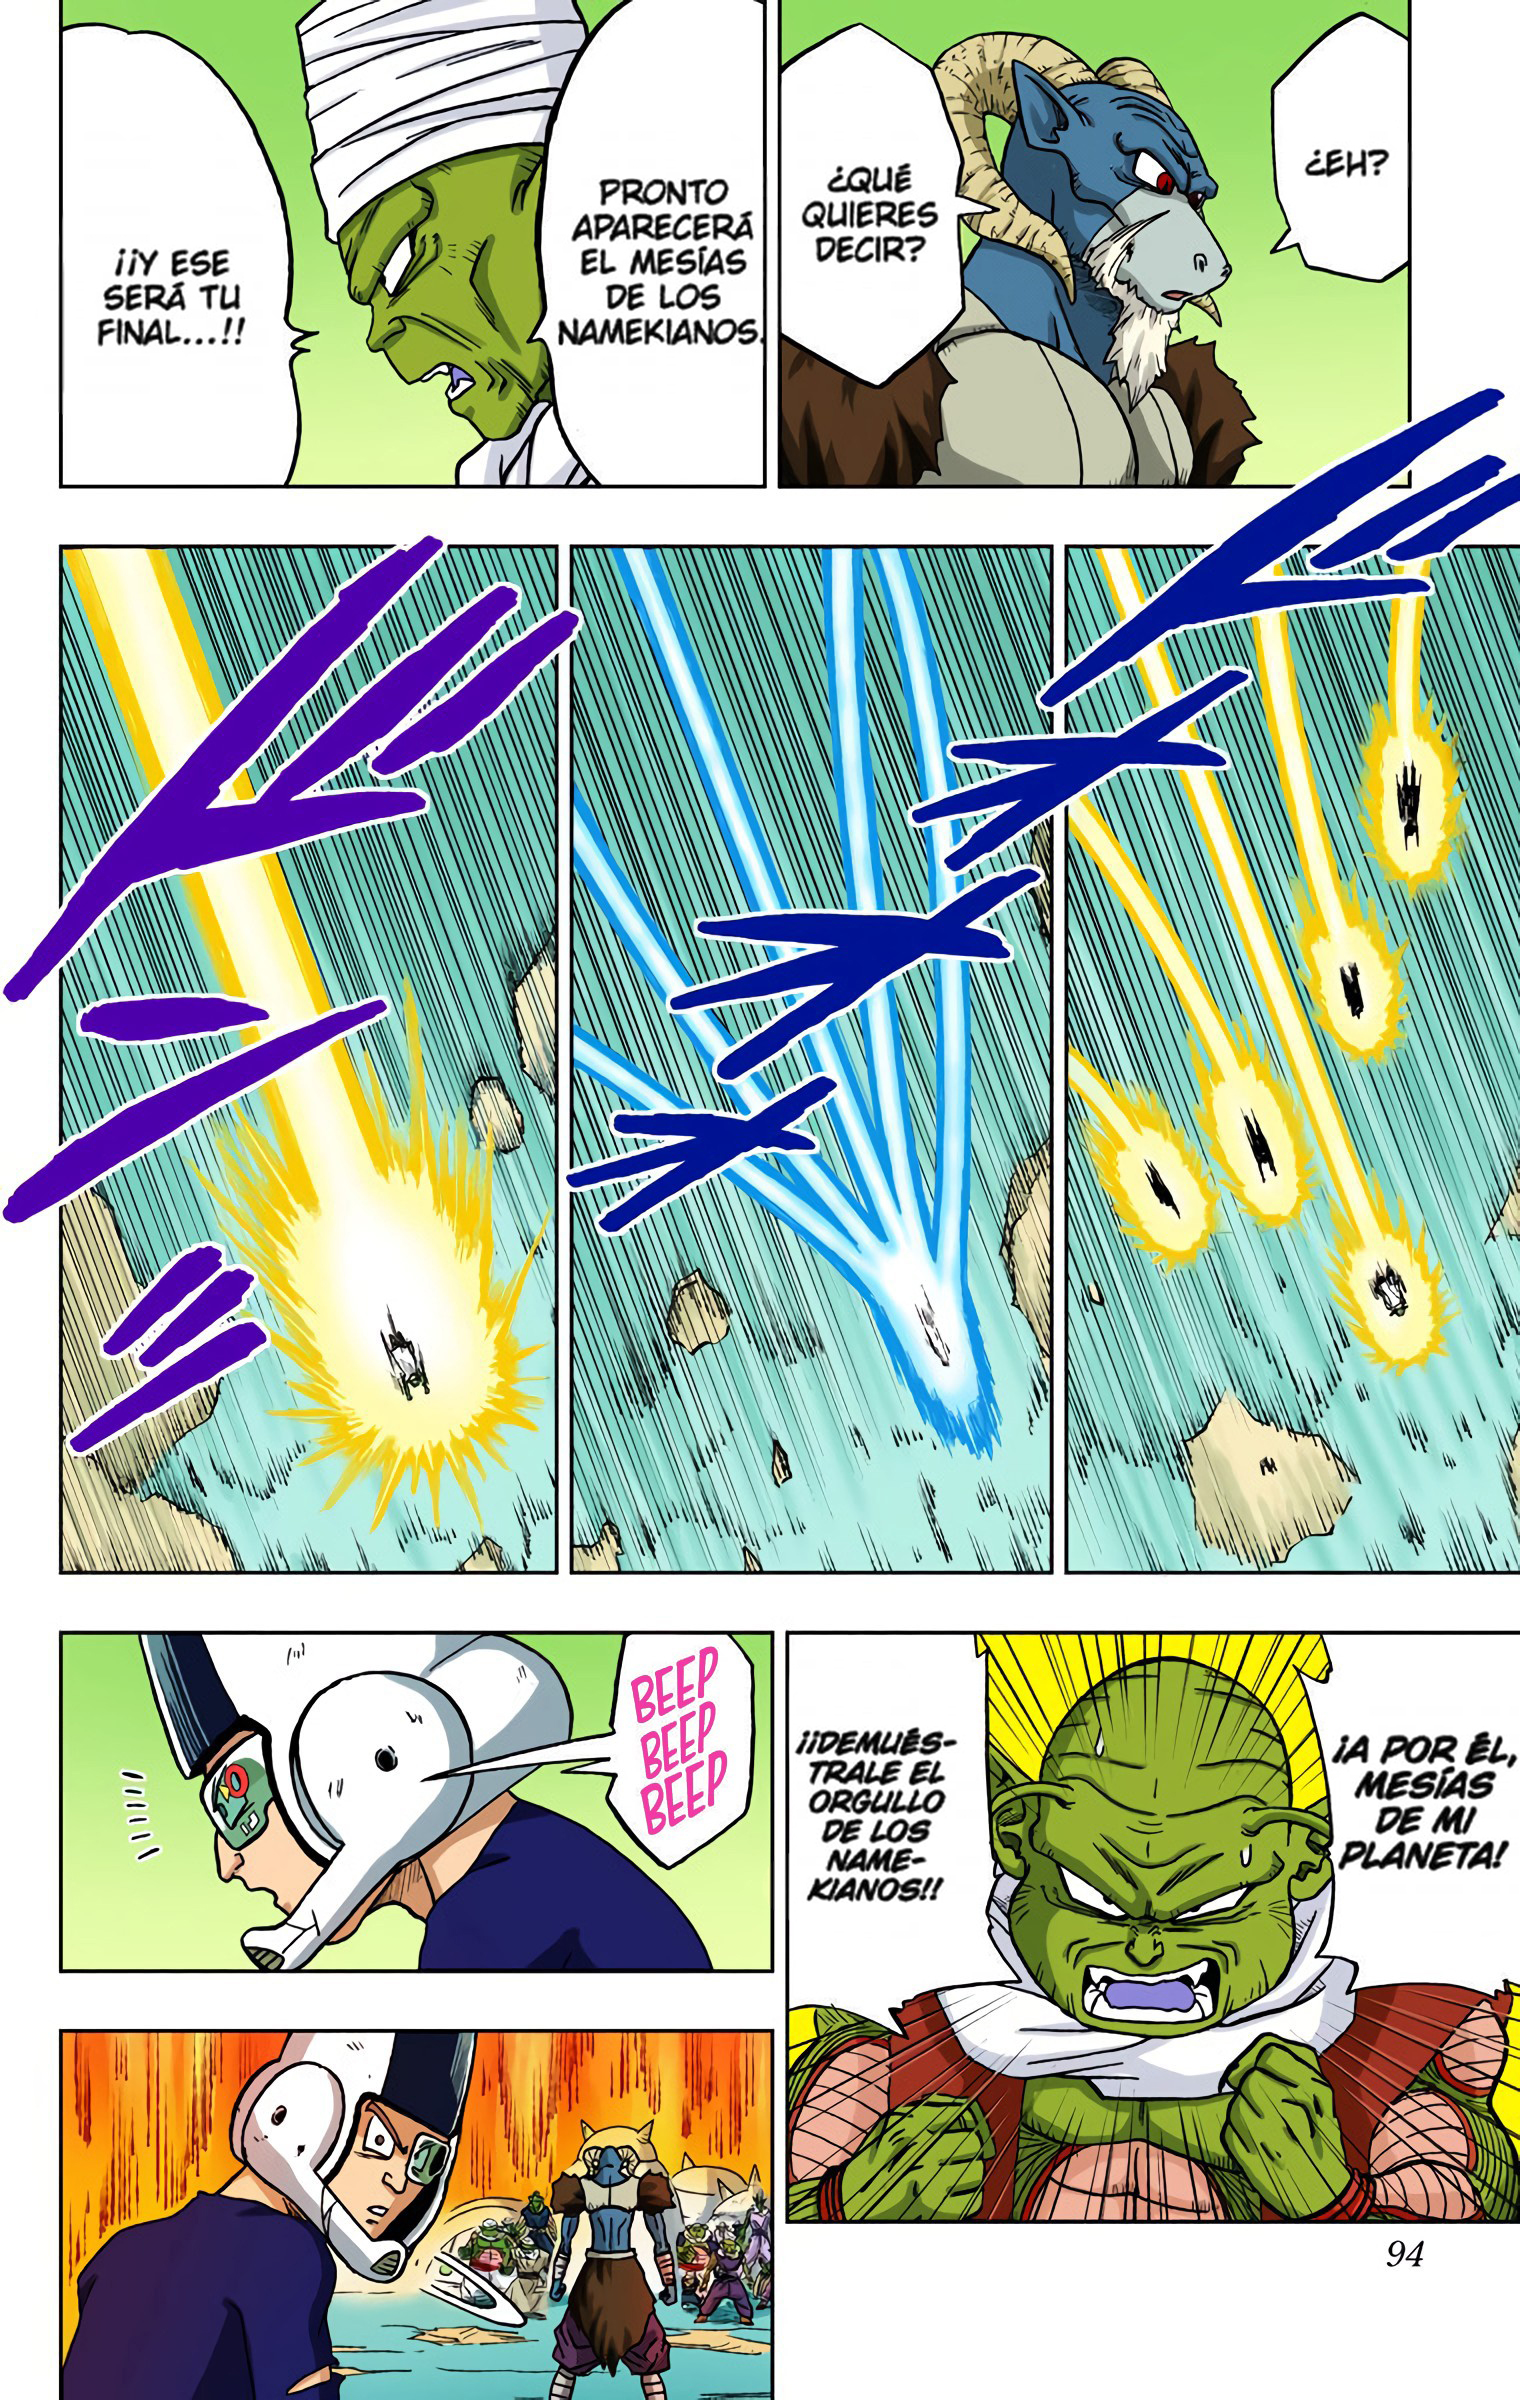 ¿EH?
¿QUÉ
QUIERES
DECIR?
PRONTO
APARECERÁ
EL MESÍAS
DE LOS
NAMEKIANOS.
¡¡Y ESE
SERÁ TU
FINAL...!!
¡A POR ÉL,
MESÍAS
DE MI
PLANETA!
¡¡DEMUÉS-
TRALE EL
ORGULLO
DE LOS
NAME-
KIANOS!!
BEEP
BEEP
BEEP
94